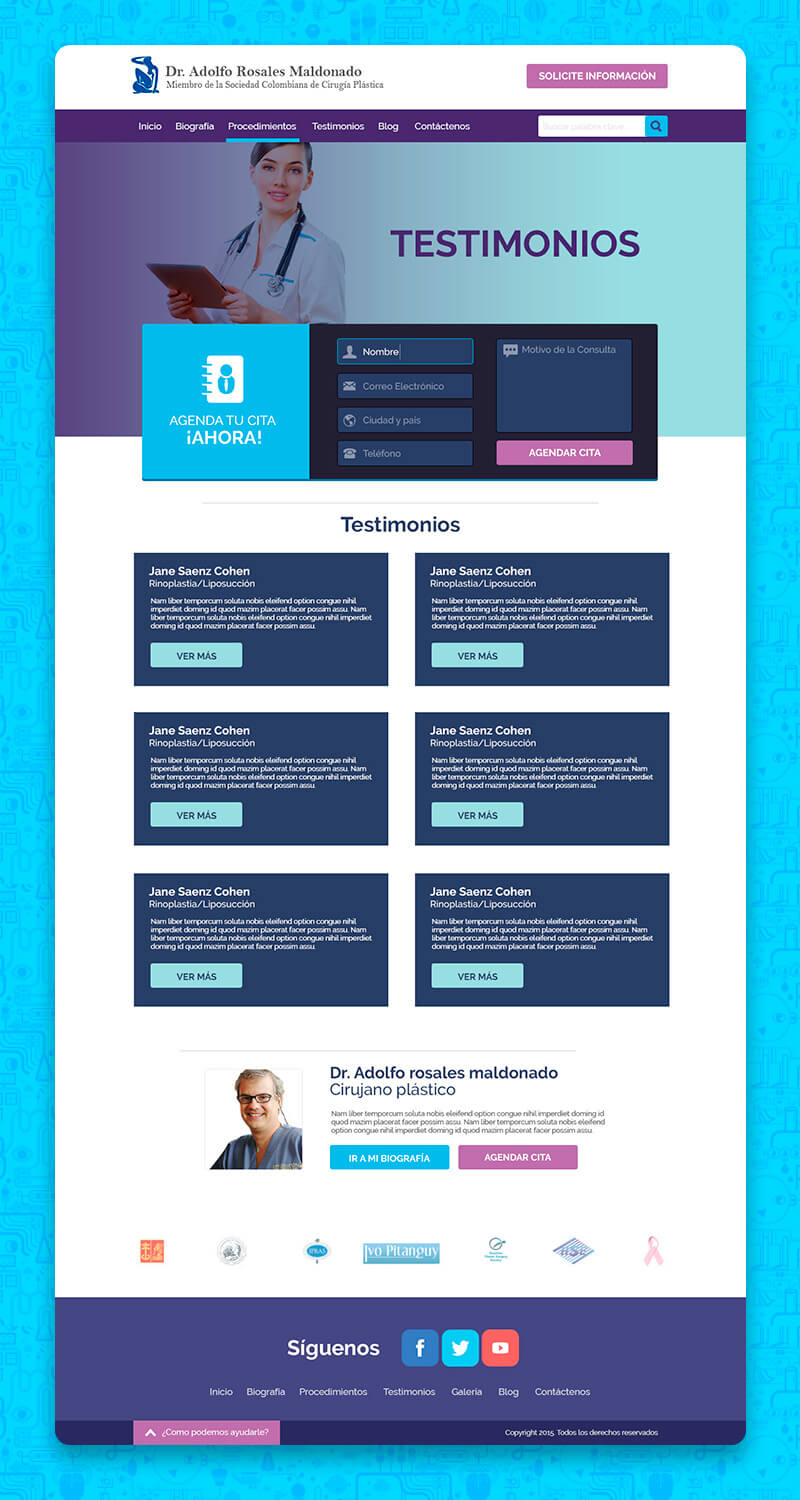 Dr. Adolfo Rosales Maldonado
Miembro de la Sociedad Colombiana de Cirugía Plástica
SOLICITE INFORMACIÓN
Inicio
Biografía
Procedimientos
Testimonios
Blog
Contáctenos
Buscar palabra clave...
TESTIMONIOS
AGENDA TU CITA
¡AHORA!
Nombre
Correo Electrónico
Ciudad y país
Teléfono
Motivo de la Consulta
AGENDAR CITA
Testimonios
Jane Saenz Cohen
Rinoplastia/Liposucción
Nam liber temporcum soluta nobis eleifend option congue nihil
imperdiet doming id quod mazim placerat facer possim assu. Nam
liber temporcum soluta nobis eleifend option congue nihil imperdiet
doming id quod mazim placerat facer possim assu.
VER MÁS
Jane Saenz Cohen
Rinoplastia/Liposucción
Nam liber temporcum soluta nobis eleifend option congue nihil
imperdiet doming id quod mazim placerat facer possim assu. Nam
liber temporcum soluta nobis eleifend option congue nihil imperdiet
doming id quod mazim placerat facer possim assu.
VER MÁS
Jane Saenz Cohen
Rinoplastia/Liposucción
Nam liber temporcum soluta nobis eleifend option congue nihil
imperdiet doming id quod mazim placerat facer possim assu. Nam
liber temporcum soluta nobis eleifend option congue nihil imperdiet
doming id quod mazim placerat facer possim assu.
VER MÁS
Jane Saenz Cohen
Rinoplastia/Liposucción
Nam liber temporcum soluta nobis eleifend option congue nihil
imperdiet doming id quod mazim placerat facer possim assu. Nam
liber temporcum soluta nobis eleifend option congue nihil imperdiet
doming id quod mazim placerat facer possim assu.
VER MÁS
Jane Saenz Cohen
Rinoplastia/Liposucción
Nam liber temporcum soluta nobis eleifend option congue nihil
imperdiet doming id quod mazim placerat facer possim assu. Nam
liber temporcum soluta nobis eleifend option congue nihil imperdiet
doming id quod mazim placerat facer possim assu.
VER MÁS
Jane Saenz Cohen
Rinoplastia/Liposucción
Nam liber temporcum soluta nobis eleifend option congue nihil
imperdiet doming id quod mazim placerat facer possim assu. Nam
liber temporcum soluta nobis eleifend option congue nihil imperdiet
doming id quod mazim placerat facer possim assu.
VER MÁS
Dr. Adolfo rosales maldonado
Cirujano plástico
Nam liber temporcum soluta nobis eleifend option congue nihil imperdiet doming id
quod mazim placerat facer possim assu. Nam liber temporcum soluta nobis eleifend
option congue nihil imperdiet doming id quod mazim placerat facer possim assu.
IR A MI BIOGRAFÍA
AGENDAR CITA
IPRAS
Ivo Pitanguy
Síguenos
Inicio
Biografía
Procedimientos
Testimonios
Galería
Blog
Contáctenos
¿Como podemos ayudarle?
Copyright 2015. Todos los derechos reservados